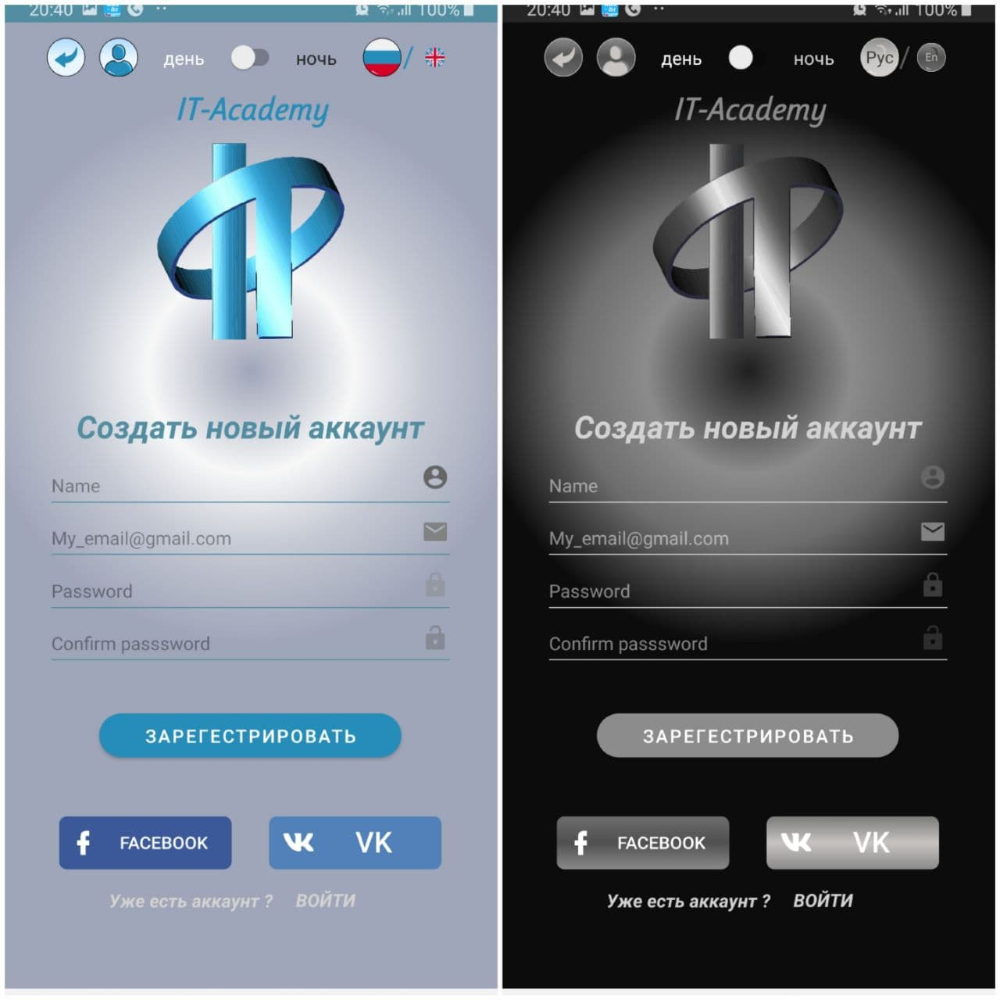 20:40 100%
день ночь
IT-Academy
Создать новый аккаунт
Name
My_email@gmail.com
Password
Confirm passsword
ЗАРЕГЕСТРИРОВАТЬ
FACEBOOK VK
Уже есть аккаунт ? ВОЙТИ
20:40 100%
день ночь Рус / En
IT-Academy
Создать новый аккаунт
Name
My_email@gmail.com
Password
Confirm passsword
ЗАРЕГЕСТРИРОВАТЬ
FACEBOOK VK
Уже есть аккаунт ? ВОЙТИ